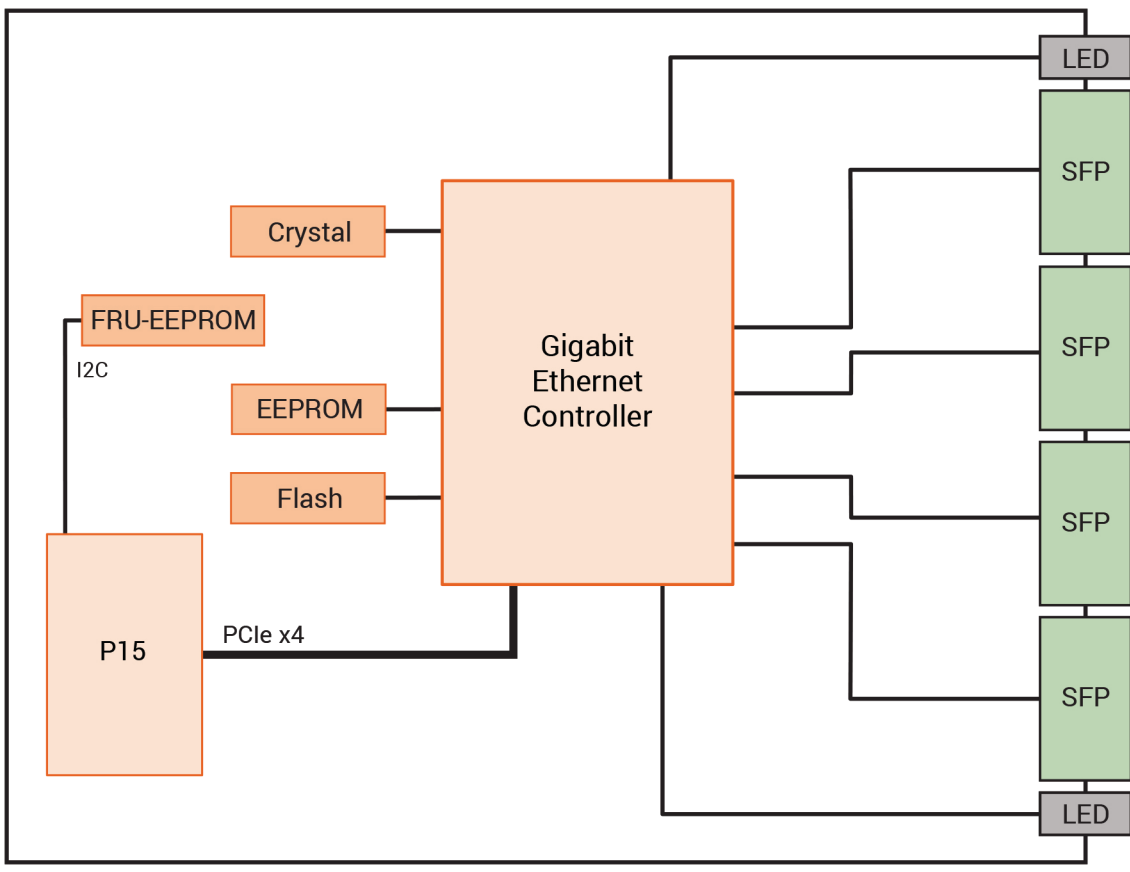 LED
SFP
Crystal
FRU-EEPROM
I2C
EEPROM
Flash
Gigabit
Ethernet
Controller
SFP
SFP
P15
PCIe x4
SFP
LED